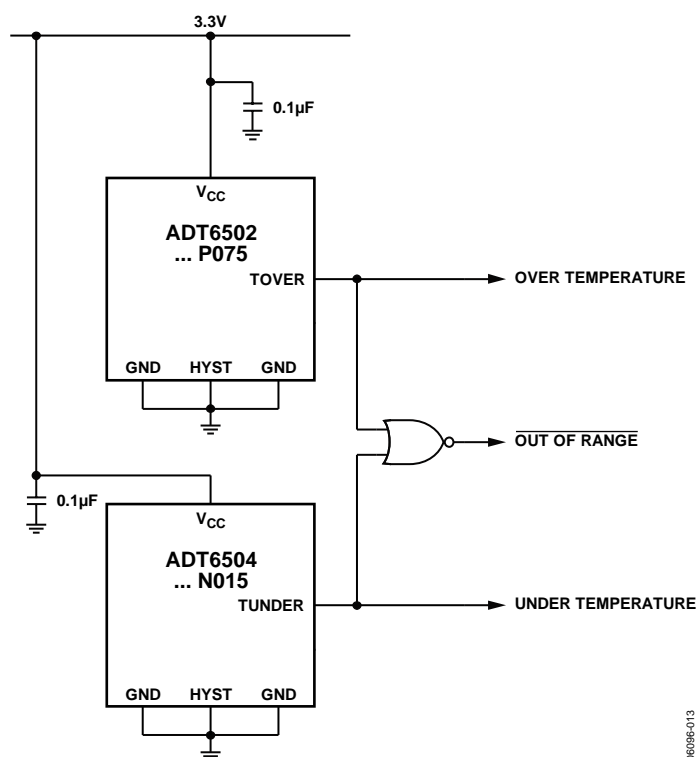 3.3V
0.1µF
VCC
ADT6502
... P075
TOVER
OVER TEMPERATURE
GND HYST GND
OUT OF RANGE
0.1µF
VCC
ADT6504
... N015
TUNDER
UNDER TEMPERATURE
GND HYST GND
06096-013